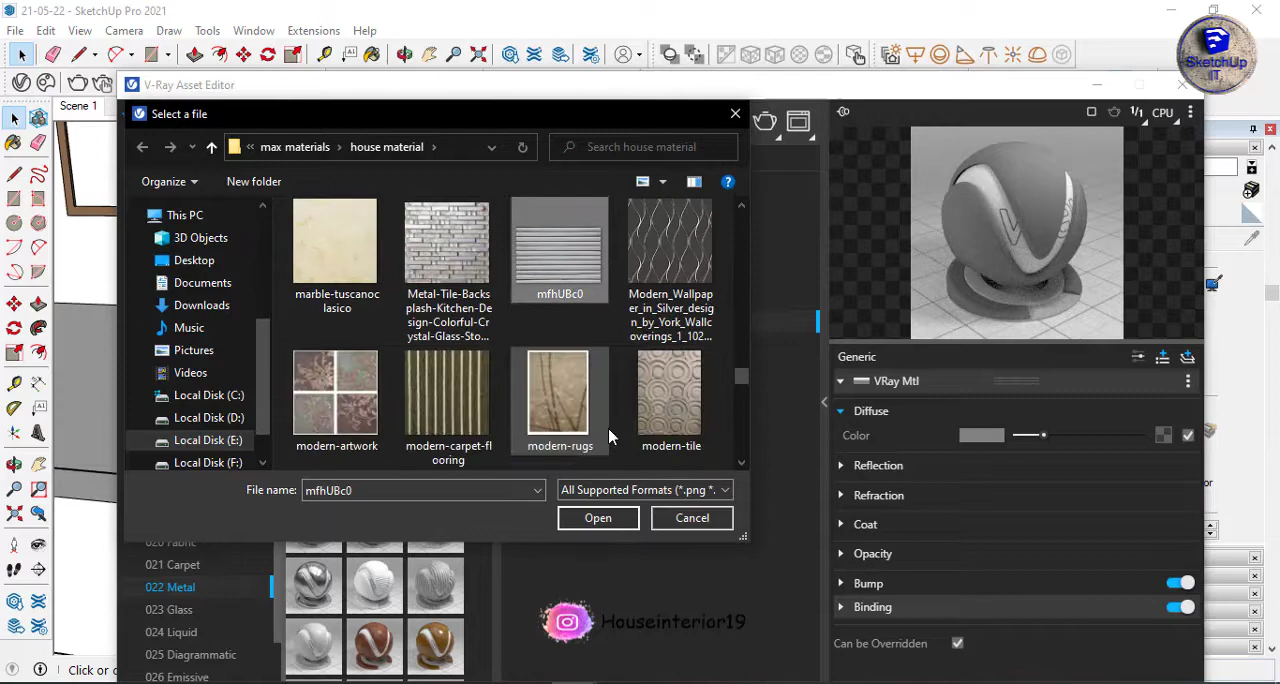 21-05-22 - SketchUp Pro 2021
File Edit View Camera Draw Tools Window Extensions Help
SketchUp
IT
V-Ray Asset Editor
Scene 1
Select a file
max materials
house material
Search house material
1/1
CPU
Organize
New folder
This PC
3D Objects
Desktop
Documents
Downloads
Music
Pictures
Videos
Local Disk (C:)
Local Disk (D:)
Local Disk (E:)
Local Disk (F:)
marble-tuscanoc
lasico
Metal-Tile-Backs
plash-Kitchen-De
sign-Colorful-Cr
ystal-Glass-Sto...
mfhUBc0
Modern_Wallpap
er_in_Silver_desig
n_by_York_Wallc
overings_1_102...
modern-artwork
modern-carpet-fl
ooring
modern-rugs
modern-tile
File name:
mfhUBc0
All Supported Formats (*.png *.
Open
Cancel
Generic
VRay Mtl
Diffuse
Color
Reflection
Refraction
Coat
Opacity
Bump
Binding
Can be Overridden
020 Fabric
021 Carpet
022 Metal
023 Glass
024 Liquid
025 Diagrammatic
026 Emissive
Houseinterior19
Click or